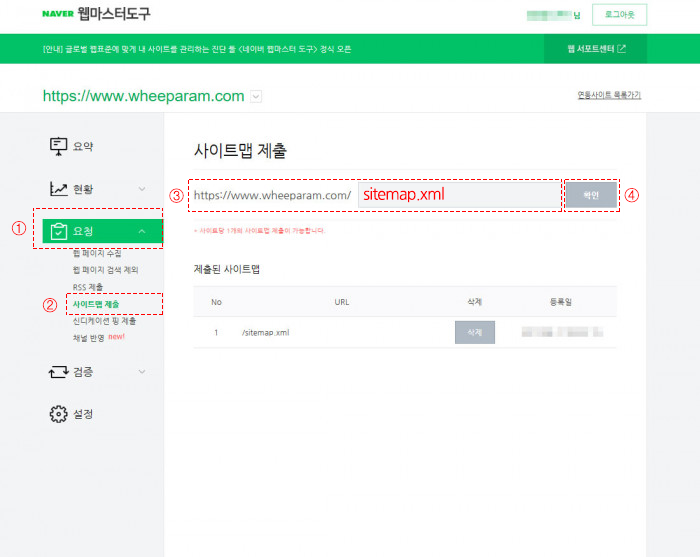 NAVER 웹마스터도구
님
로그아웃
[안내] 글로벌 웹표준에 맞게 내 사이트를 관리하는 진단 툴 <네이버 웹마스터 도구> 정식 오픈
웹 서포트센터
https://www.wheeparam.com
연동사이트 목록가기
요약
현황
① 요청
웹 페이지 수집
웹 페이지 검색 제외
RSS 제출
② 사이트맵 제출
신디케이션 핑 제출
채널 반영 new!
검증
설정
사이트맵 제출
③ https://www.wheeparam.com/ sitemap.xml 확인 ④
* 사이트당 1개의 사이트맵 제출이 가능합니다.
제출된 사이트맵
No URL 삭제 등록일
1 /sitemap.xml 삭제